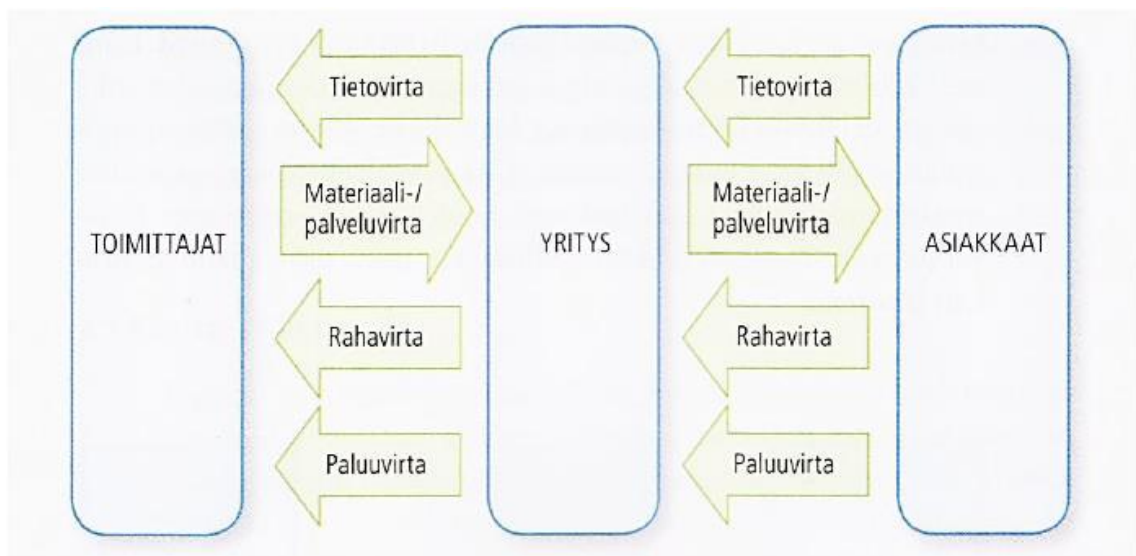 Tietovirta
Tietovirta
Materiaali-/
palveluvirta
Materiaali-/
palveluvirta
TOIMITTAJAT
YRITYS
ASIAKKAAT
Rahavirta
Rahavirta
Paluuvirta
Paluuvirta